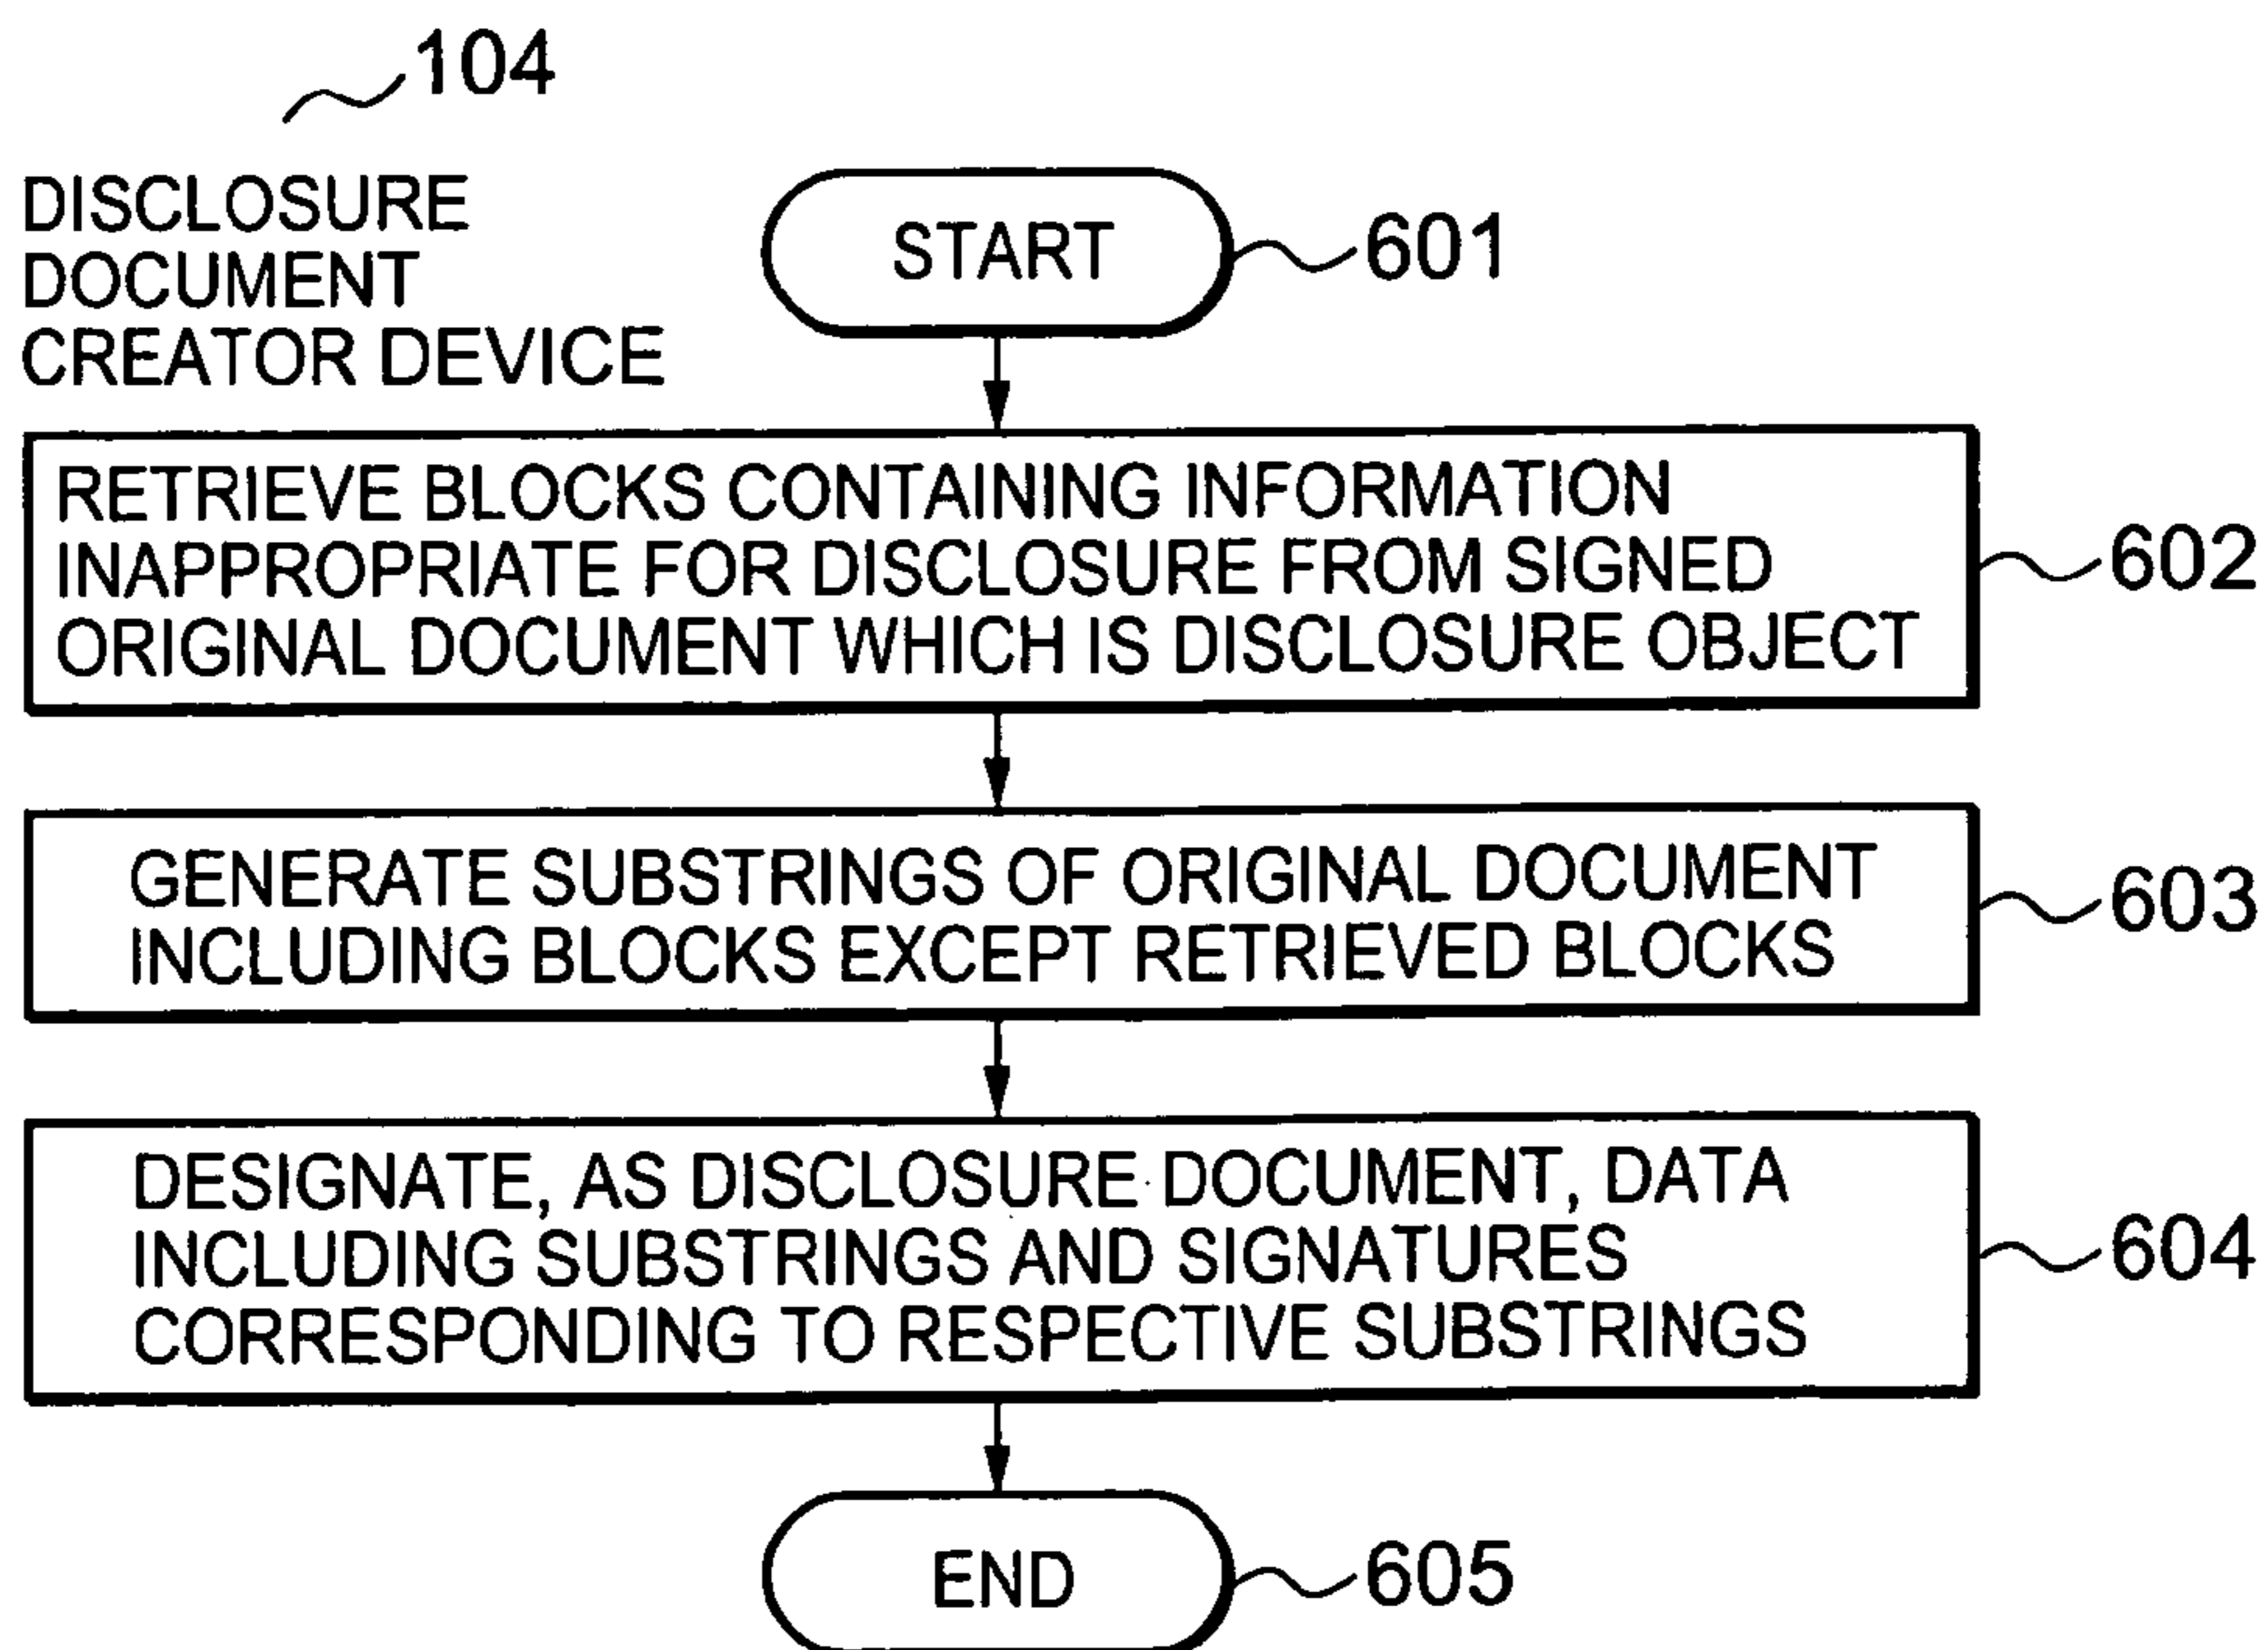 104
DISCLOSURE
DOCUMENT
CREATOR DEVICE
START
601
RETRIEVE BLOCKS CONTAINING INFORMATION
INAPPROPRIATE FOR DISCLOSURE FROM SIGNED
ORIGINAL DOCUMENT WHICH IS DISCLOSURE OBJECT
602
GENERATE SUBSTRINGS OF ORIGINAL DOCUMENT
INCLUDING BLOCKS EXCEPT RETRIEVED BLOCKS
603
DESIGNATE, AS DISCLOSURE DOCUMENT, DATA
INCLUDING SUBSTRINGS AND SIGNATURES
CORRESPONDING TO RESPECTIVE SUBSTRINGS
604
END
605